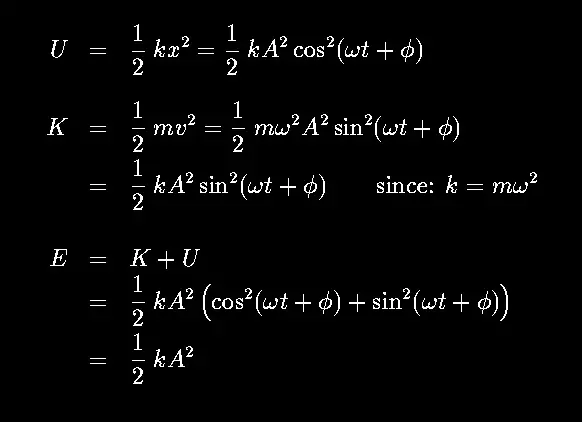 U = 1/2 kx² = 1/2 kA² cos²(ωt + ϕ)
K = 1/2 mv² = 1/2 mω²A² sin²(ωt + ϕ)
= 1/2 kA² sin²(ωt + ϕ) since: k = mω²
E = K + U
= 1/2 kA² (cos²(ωt + ϕ) + sin²(ωt + ϕ))
= 1/2 kA²